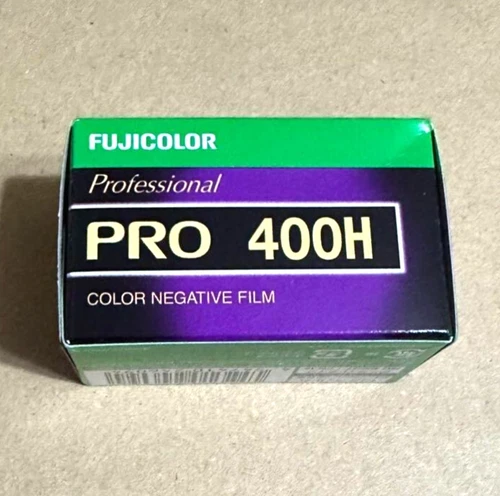 FUJICOLOR
Professional
PRO 400H
COLOR NEGATIVE FILM